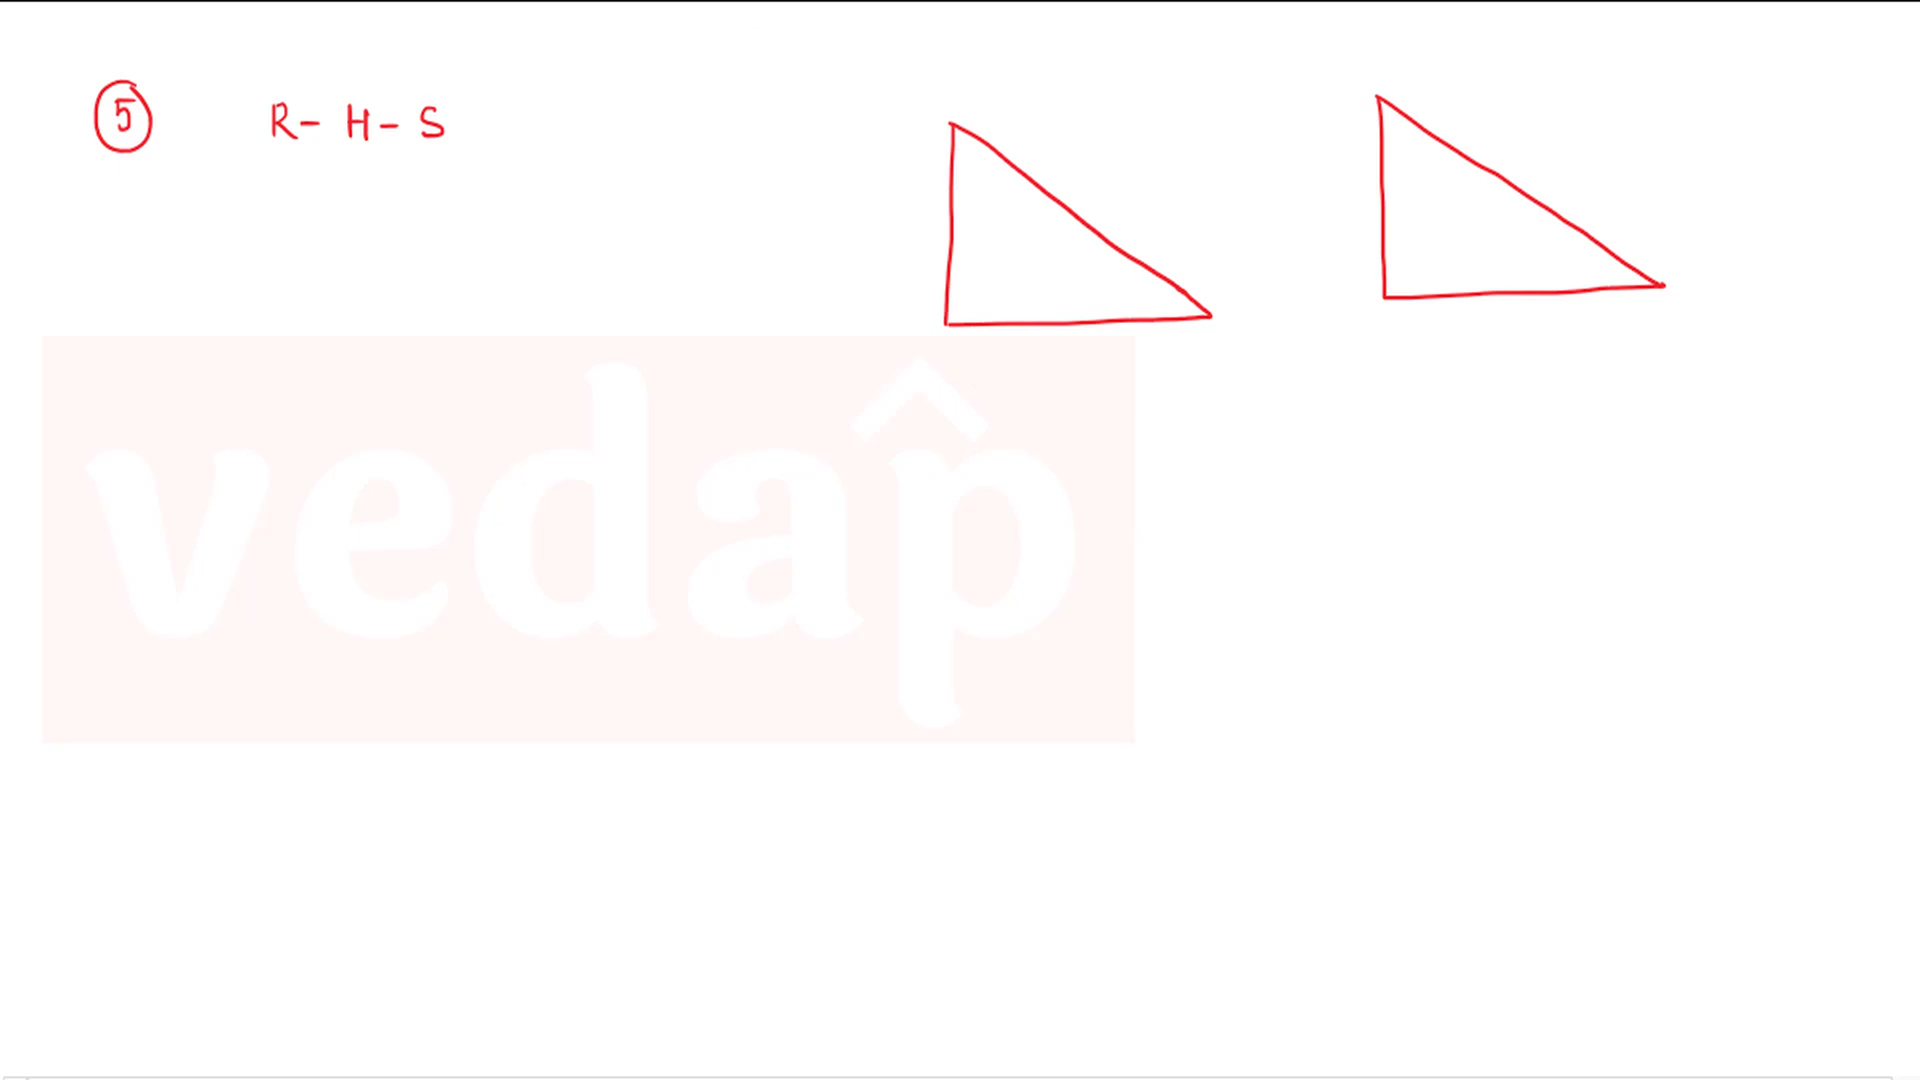 ⑤ R- H- S
vedap̂